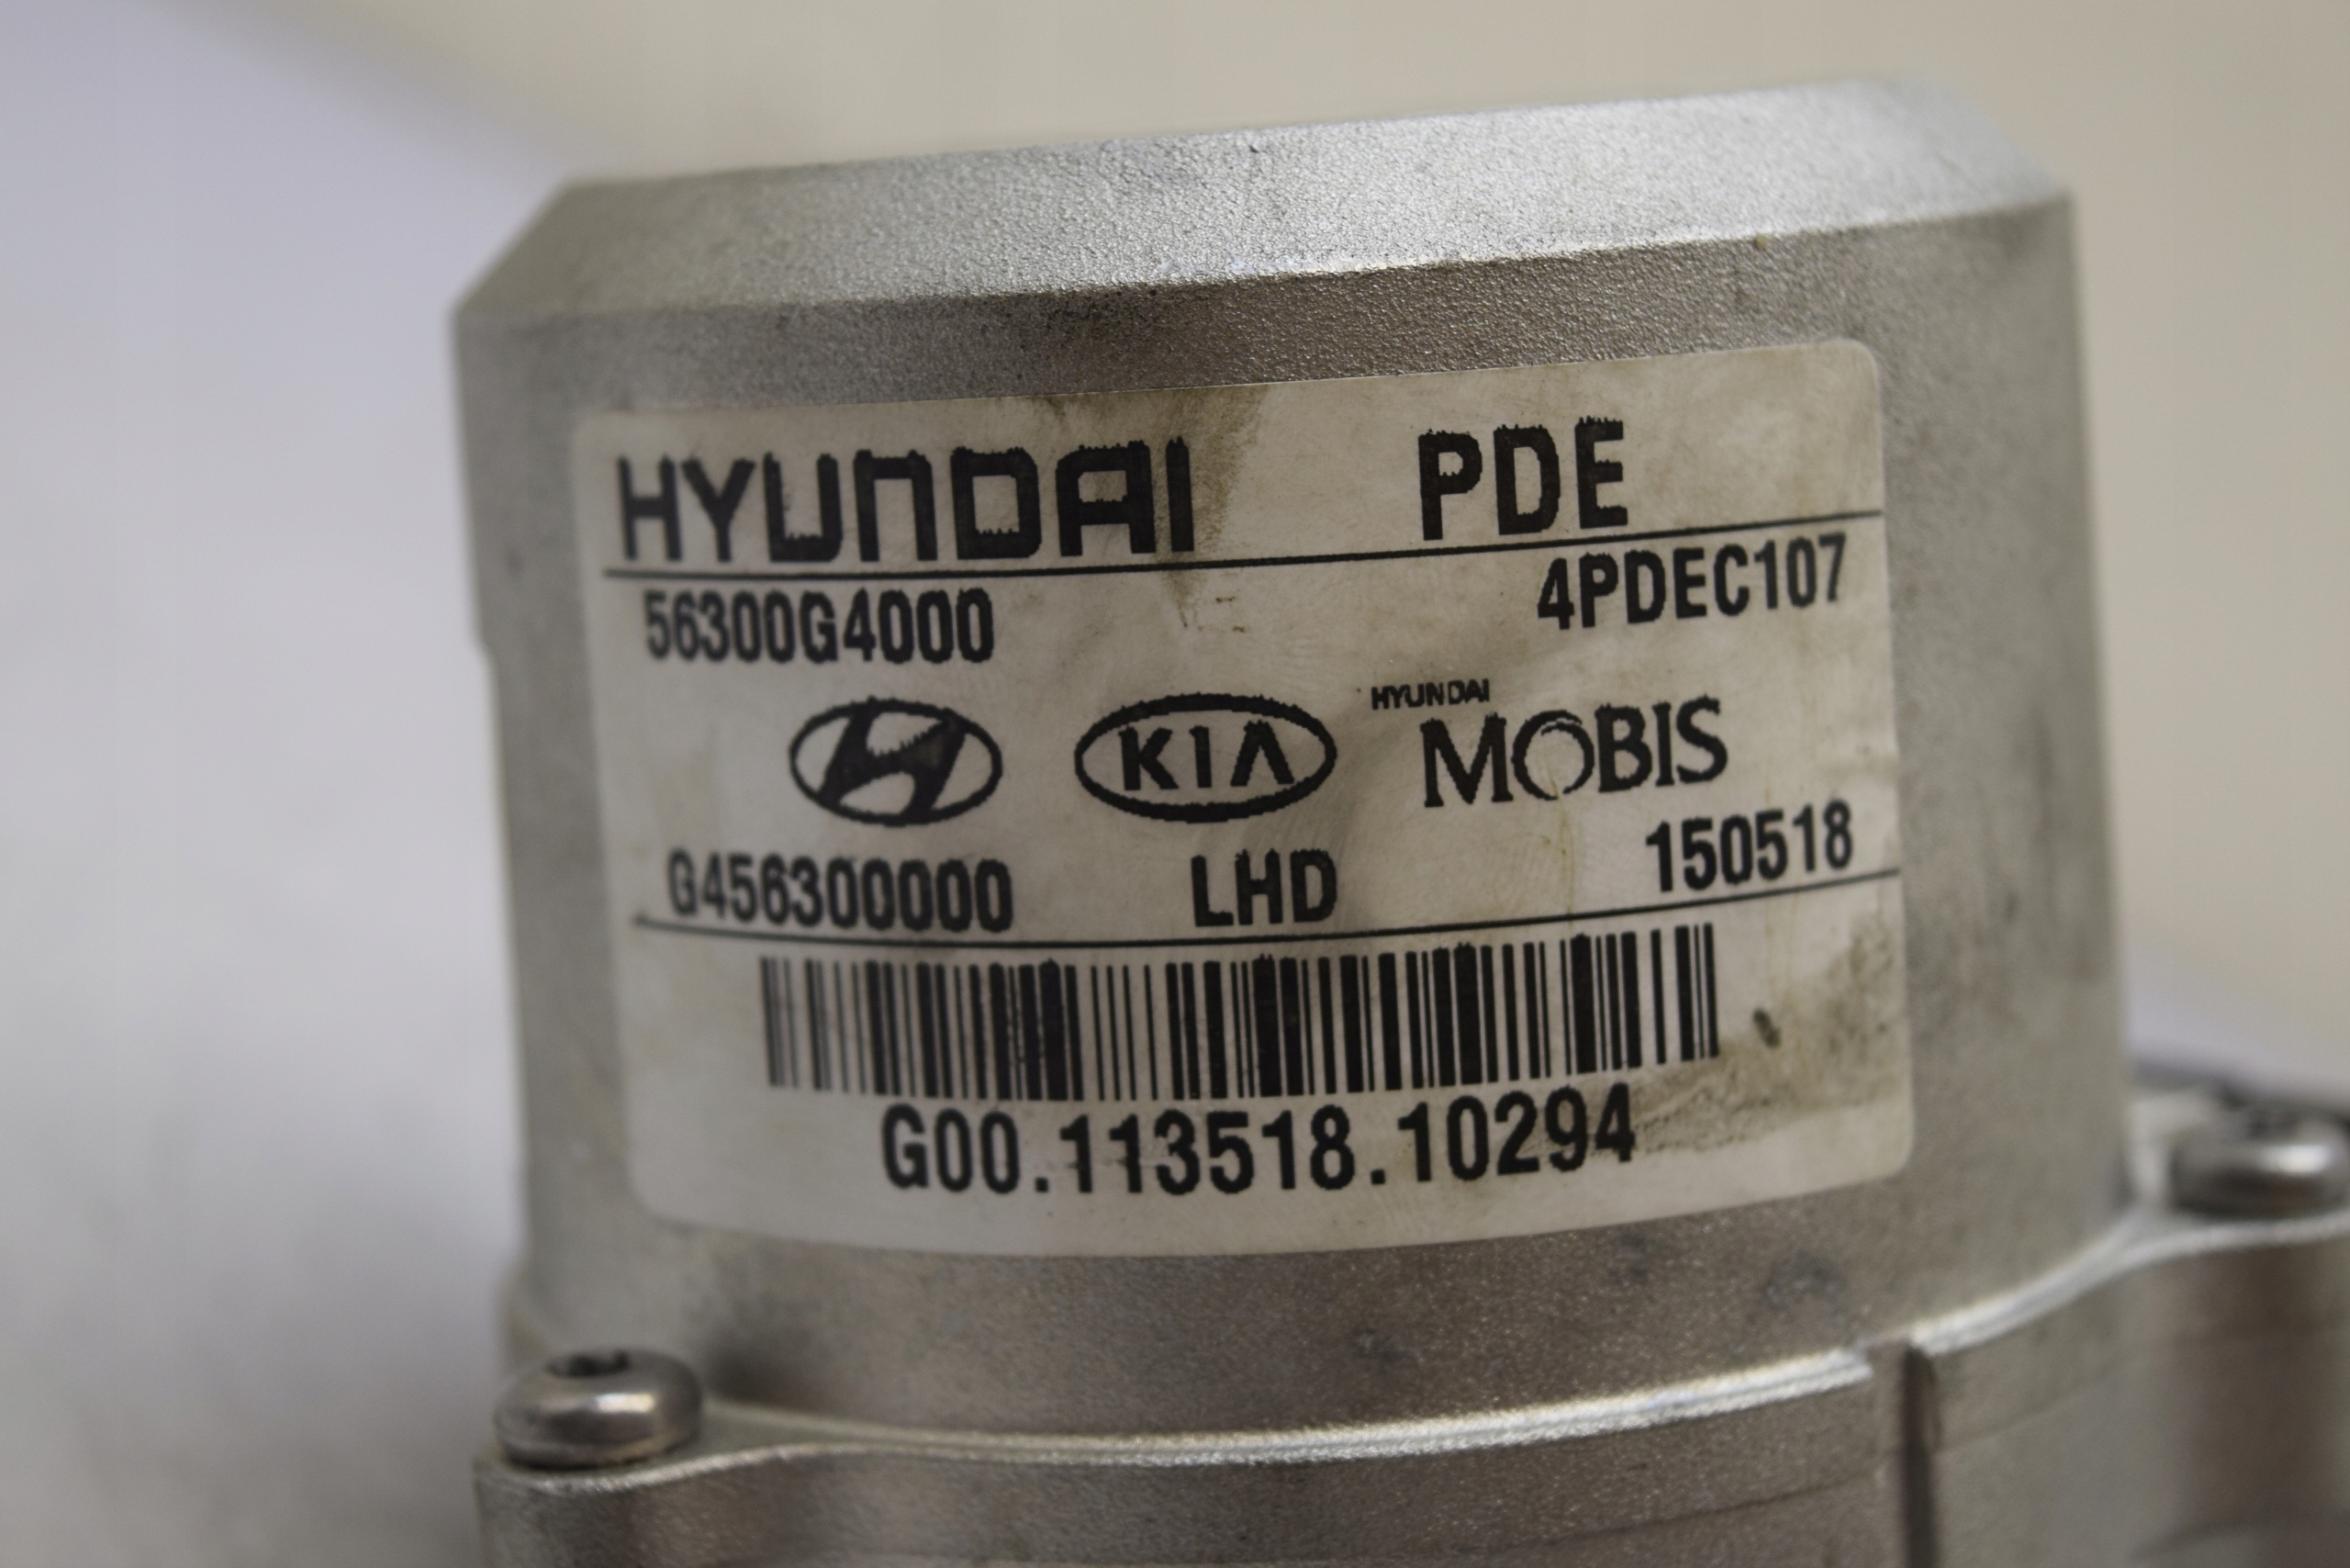 HYUNDAI PDE
56300G4000 4PDEC107
KIA HYUNDAI MOBIS
G456300000 LHD 150518
G00.113518.10294